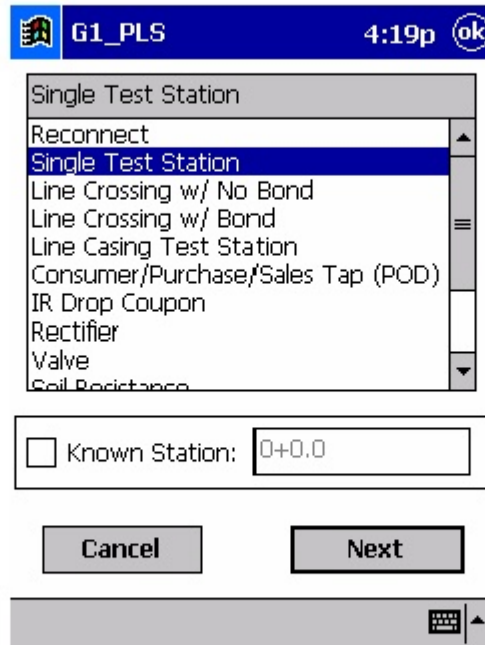 G1_PLS 4:19p ok
Single Test Station
Reconnect
Single Test Station
Line Crossing w/ No Bond
Line Crossing w/ Bond
Line Casing Test Station
Consumer/Purchase/Sales Tap (POD)
IR Drop Coupon
Rectifier
Valve
Soil Resistance
Known Station: 0+0.0
Cancel Next